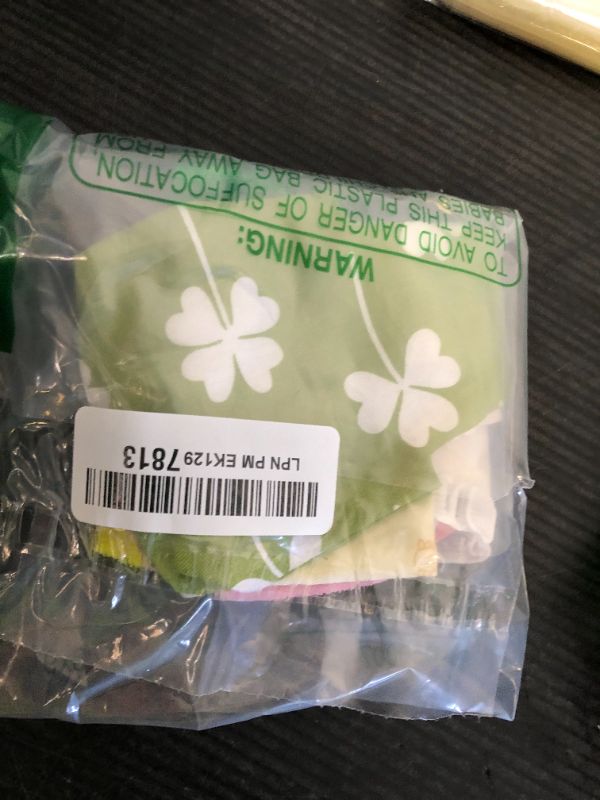 WARNING:
TO AVOID DANGER OF SUFFOCATION
KEEP THIS PLASTIC BAG AWAY FROM
BABIES
LPN PM EK129 7813